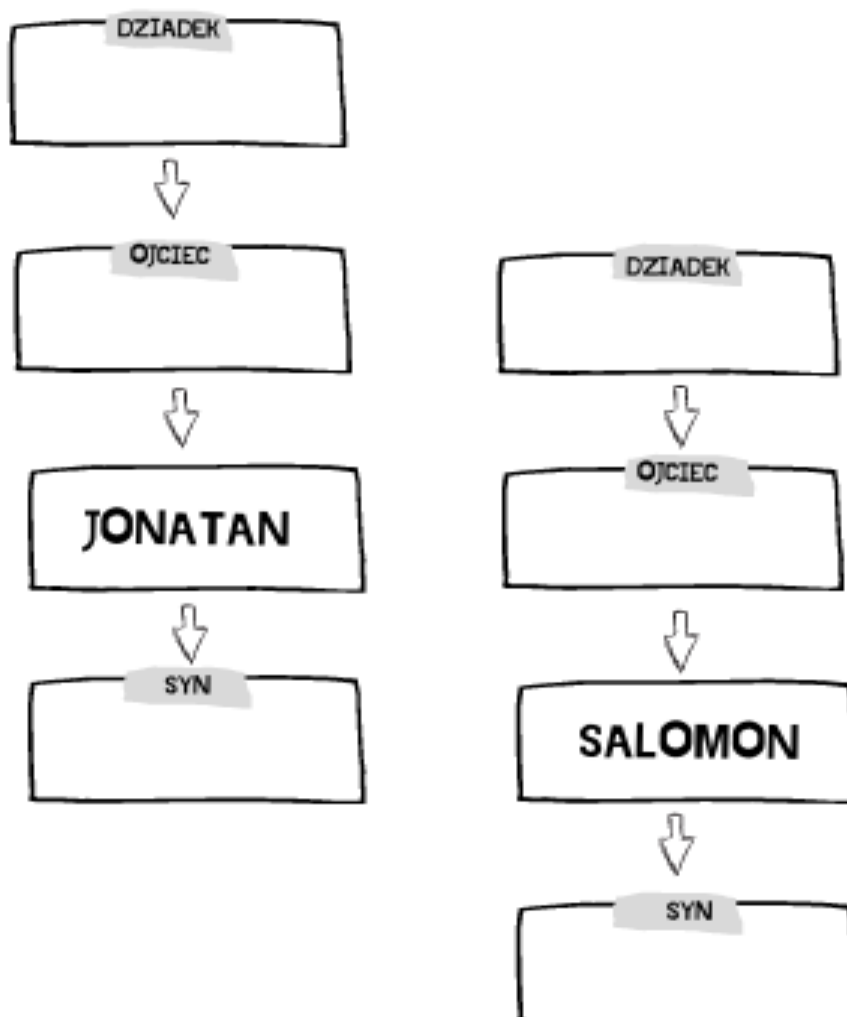 DZIADEK
OJCIEC
JONATAN
SYN
DZIADEK
OJCIEC
SALOMON
SYN